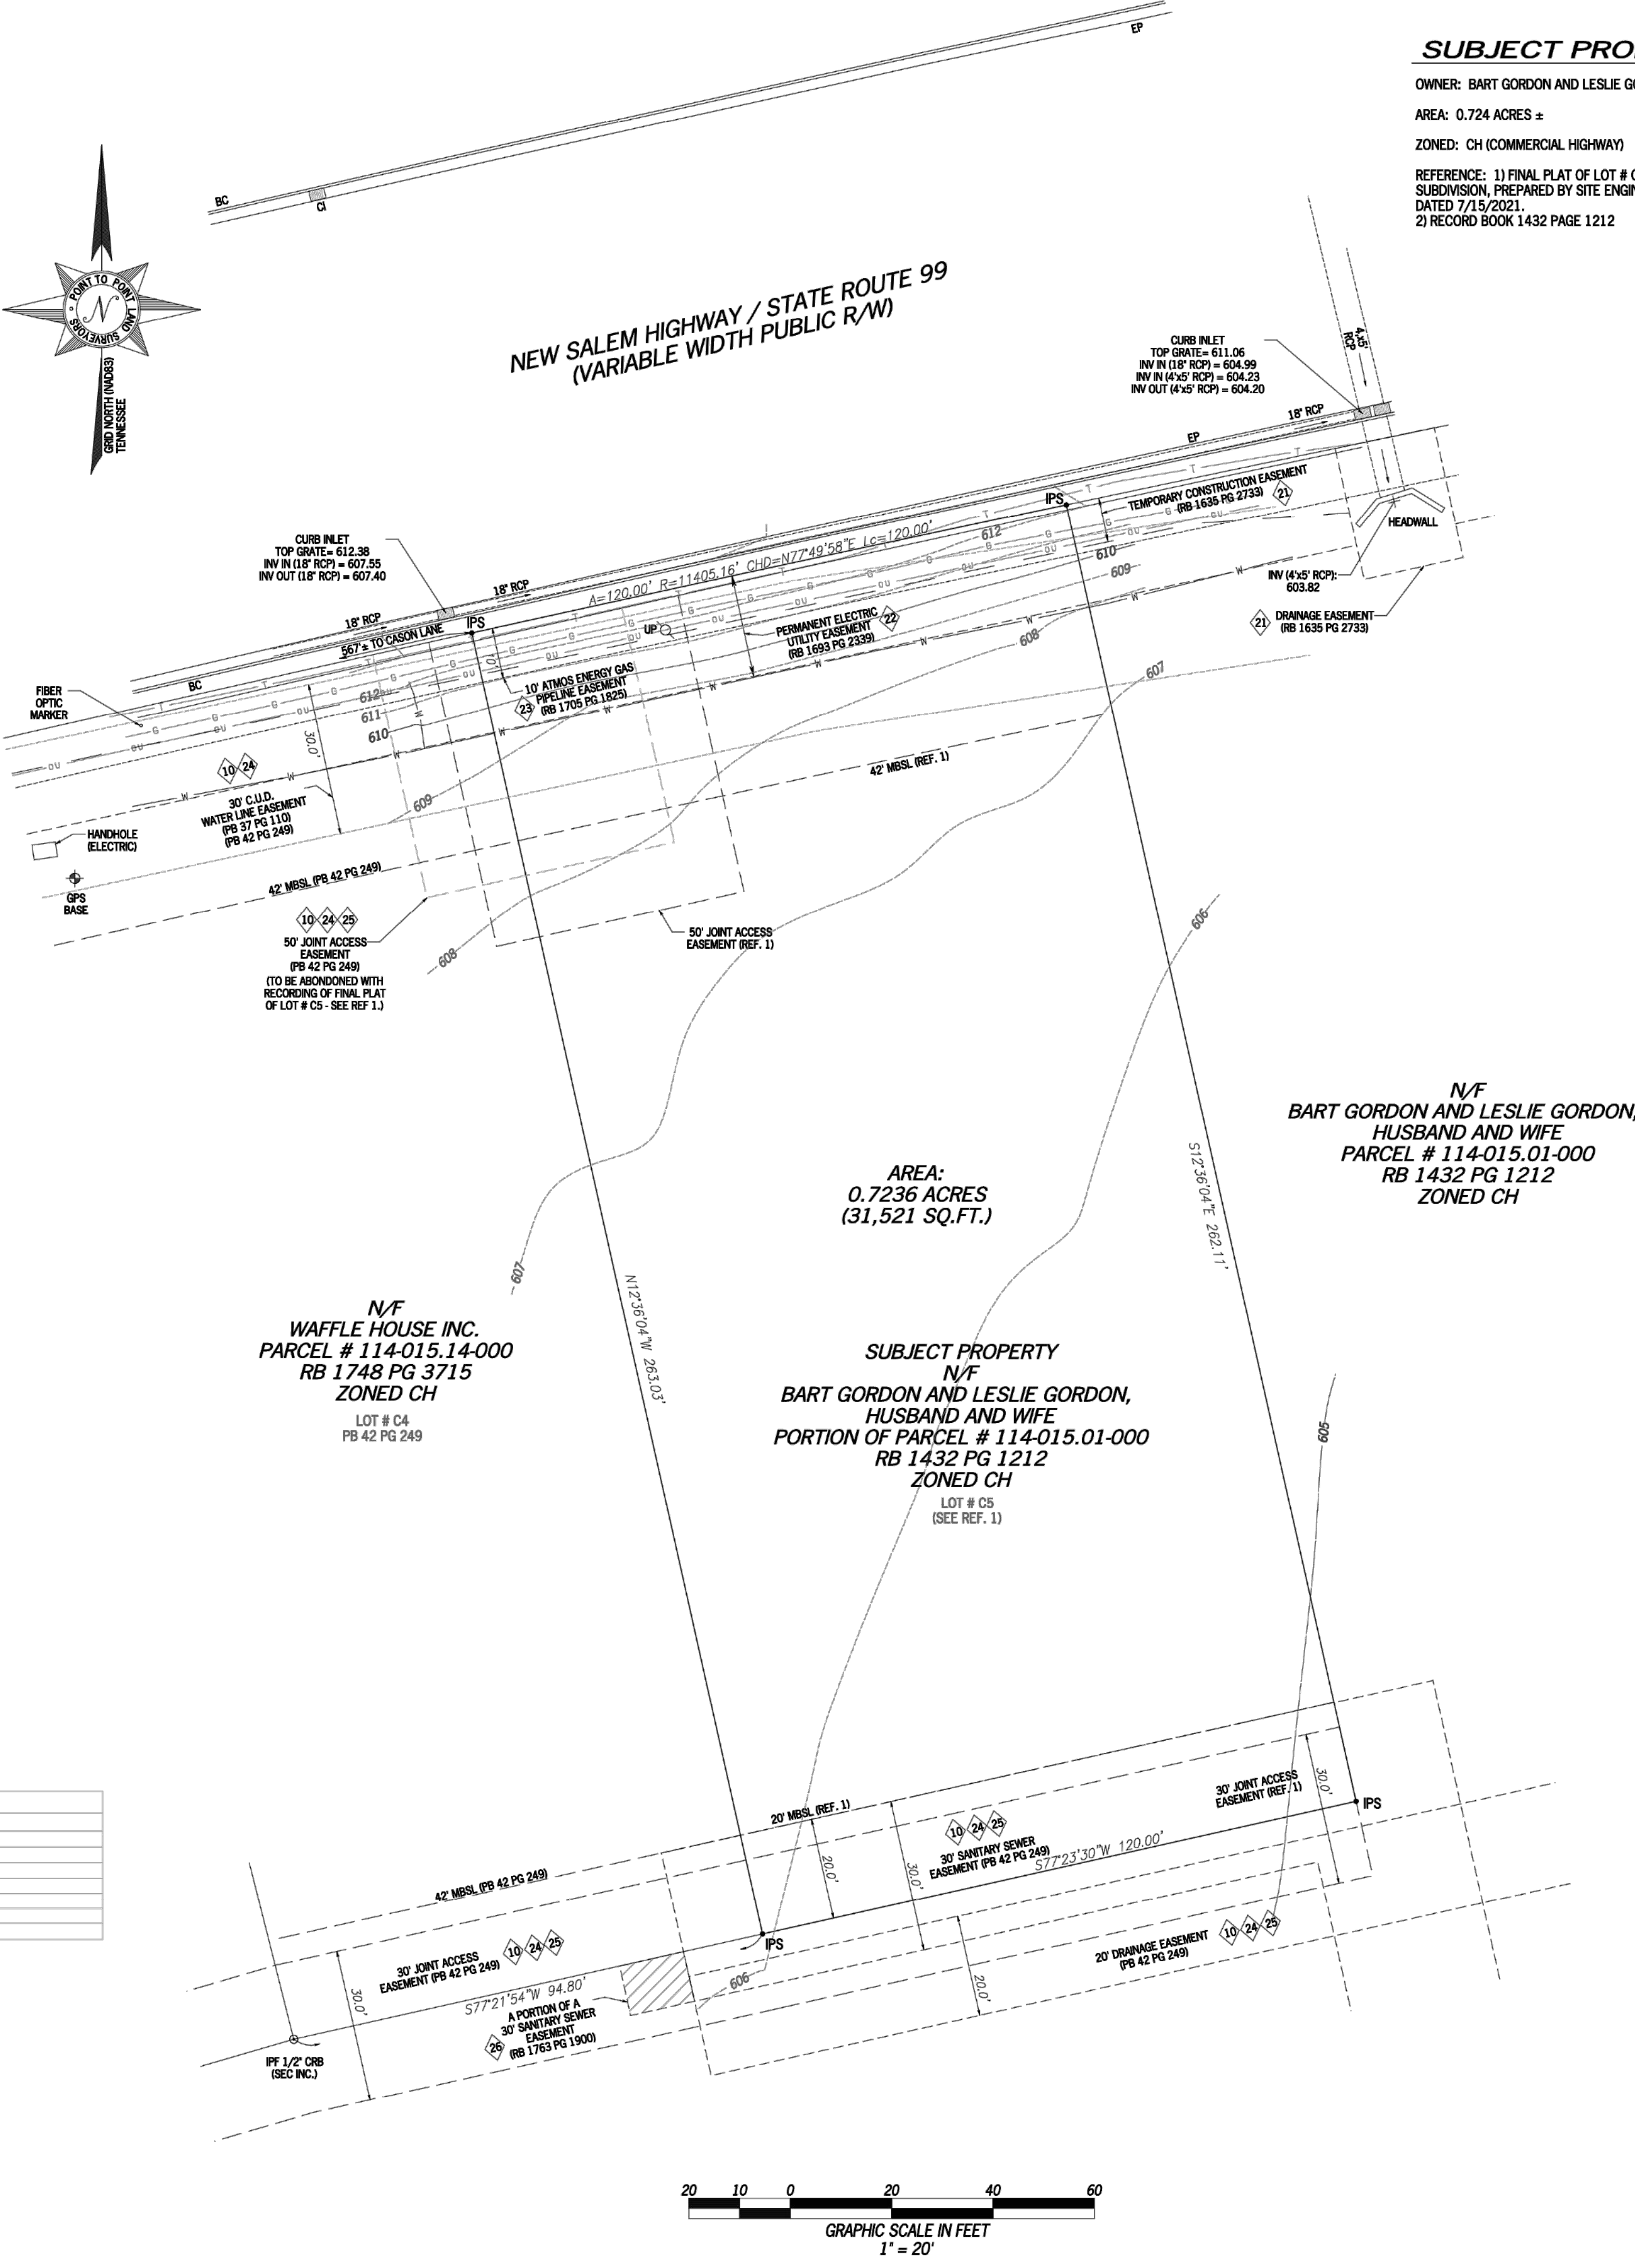 EP
SUBJECT PRO
OWNER: BART GORDON AND LESLIE G
AREA: 0.724 ACRES ±
ZONED: CH (COMMERCIAL HIGHWAY)
REFERENCE: 1) FINAL PLAT OF LOT #
SUBDIVISION, PREPARED BY SITE ENGI
DATED 7/15/2021.
2) RECORD BOOK 1432 PAGE 1212
BC
CI
POINT TO POINT LAND SURVEYORS
N
GRID NORTH (NAD83)
TENNESSEE
NEW SALEM HIGHWAY / STATE ROUTE 99
(VARIABLE WIDTH PUBLIC R/W)
CURB INLET
TOP GRATE= 611.06
INV IN (18" RCP) = 604.99
INV IN (4'x5' RCP) = 604.23
INV OUT (4'x5' RCP) = 604.20
4'x5'
RCP
18" RCP
EP
IPS
TEMPORARY CONSTRUCTION EASEMENT
(RB 1635 PG 2733)
21
HEADWALL
CURB INLET
TOP GRATE= 612.38
INV IN (18" RCP) = 607.55
INV OUT (18" RCP) = 607.40
A=120.00' R=11405.16' CHD=N77°49'58"E Lc=120.00'
612
610
609
INV (4'x5' RCP):
603.82
21
DRAINAGE EASEMENT
(RB 1635 PG 2733)
18" RCP
18" RCP
IPS
567'± TO CASON LANE
UP
PERMANENT ELECTRIC
UTILITY EASEMENT
(RB 1693 PG 2339)
22
608
607
10'
10' ATMOS ENERGY GAS
PIPELINE EASEMENT
(RB 1705 PG 1825)
23
BC
FIBER
OPTIC
MARKER
612
611
610
30.0'
10 24
30' C.U.D.
WATER LINE EASEMENT
(PB 37 PG 110)
(PB 42 PG 249)
609
42' MBSL (REF. 1)
HANDHOLE
(ELECTRIC)
GPS
BASE
42' MBSL (PB 42 PG 249)
10 24 25
50' JOINT ACCESS
EASEMENT
(PB 42 PG 249)
(TO BE ABONDONED WITH
RECORDING OF FINAL PLAT
OF LOT # C5 - SEE REF 1.)
608
50' JOINT ACCESS
EASEMENT (REF. 1)
606
N/F
BART GORDON AND LESLIE GORDON,
HUSBAND AND WIFE
PARCEL # 114-015.01-000
RB 1432 PG 1212
ZONED CH
AREA:
0.7236 ACRES
(31,521 SQ.FT.)
S12°36'04"E 262.11'
607
N12°36'04"W 263.03'
N/F
WAFFLE HOUSE INC.
PARCEL # 114-015.14-000
RB 1748 PG 3715
ZONED CH
LOT # C4
PB 42 PG 249
SUBJECT PROPERTY
N/F
BART GORDON AND LESLIE GORDON,
HUSBAND AND WIFE
PORTION OF PARCEL # 114-015.01-000
RB 1432 PG 1212
ZONED CH
LOT # C5
(SEE REF. 1)
605
30' JOINT ACCESS
EASEMENT (REF. 1)
30.0'
IPS
20' MBSL (REF. 1)
10 24 25
30' SANITARY SEWER
EASEMENT (PB 42 PG 249)
S77°23'30"W 120.00'
20.0'
30.0'
42' MBSL (PB 42 PG 249)
IPS
10 24 25
30' JOINT ACCESS
EASEMENT (PB 42 PG 249)
10 24 25
20' DRAINAGE EASEMENT
(PB 42 PG 249)
606
20.0'
30.0'
S77°21'54"W 94.80'
A PORTION OF A
30' SANITARY SEWER
EASEMENT
(RB 1763 PG 1900)
26
IPF 1/2" CRB
(SEC INC.)
20 10 0 20 40 60
GRAPHIC SCALE IN FEET
1" = 20'